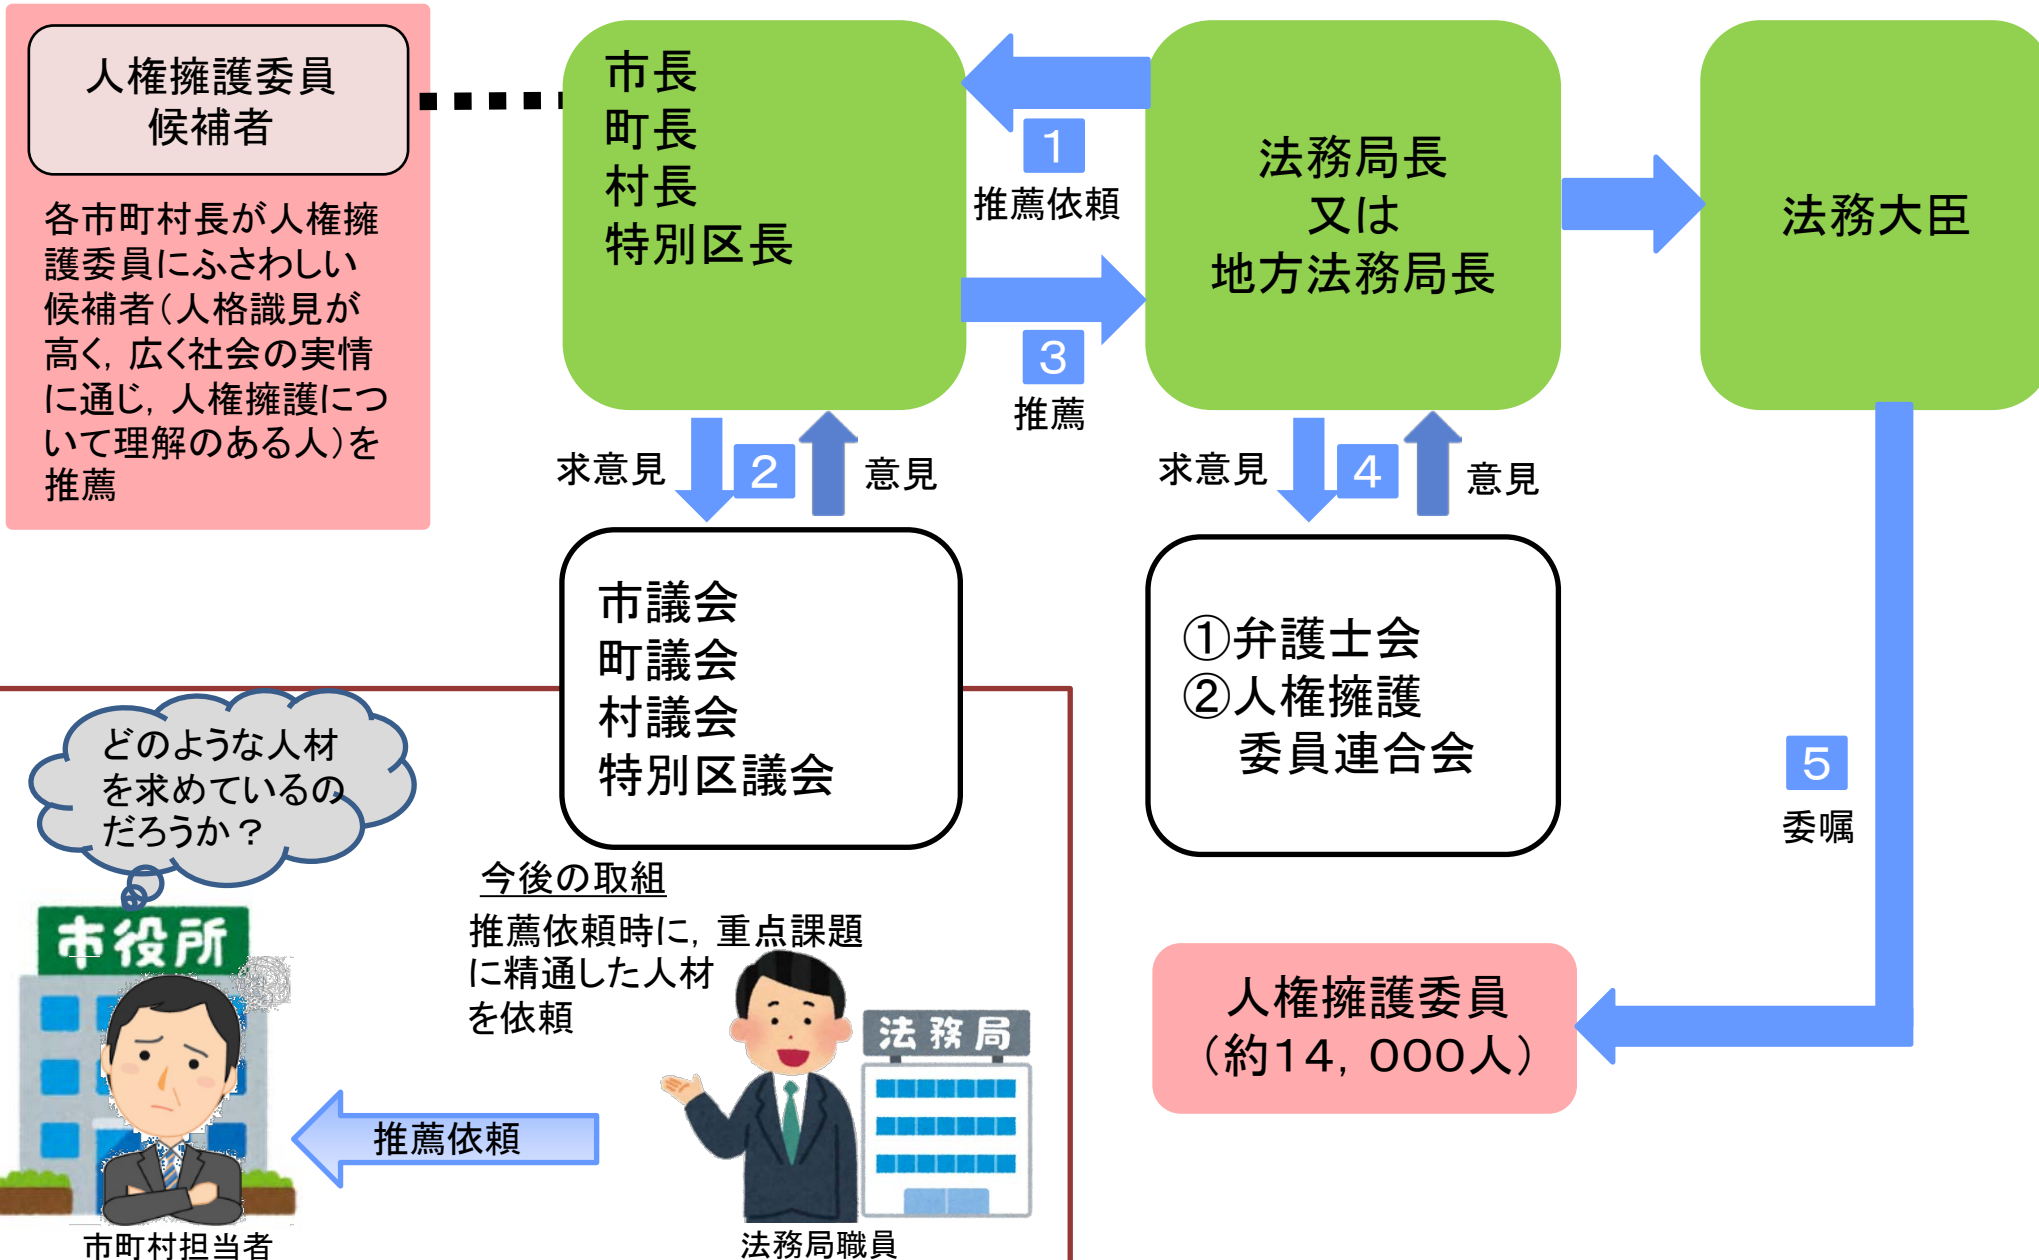 人権擁護委員
候補者
各市町村長が人権擁
護委員にふさわしい
候補者（人格識見が
高く，広く社会の実情
に通じ，人権擁護につ
いて理解のある人）を
推薦
市長
町長
村長
特別区長
1
推薦依頼
3
推薦
法務局長
又は
地方法務局長
法務大臣
求意見
2
意見
求意見
4
意見
市議会
町議会
村議会
特別区議会
①弁護士会
②人権擁護
委員連合会
5
委嘱
人権擁護委員
（約14，000人）
どのような人材
を求めているの
だろうか？
今後の取組
推薦依頼時に，重点課題
に精通した人材
を依頼
市役所
法務局
推薦依頼
市町村担当者
法務局職員